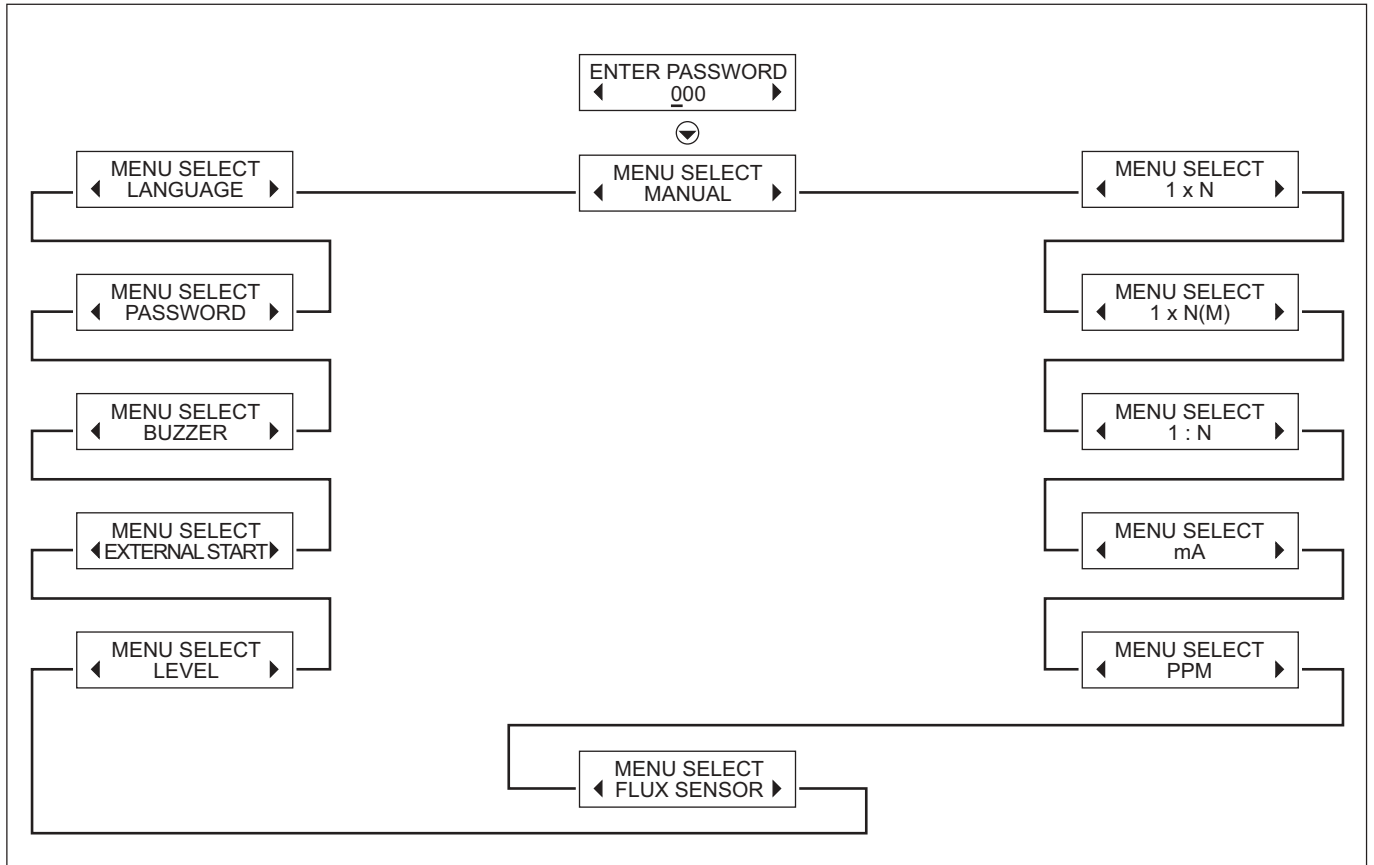 ENTER PASSWORD
000
MENU SELECT
LANGUAGE
MENU SELECT
MANUAL
MENU SELECT
1 x N
MENU SELECT
PASSWORD
MENU SELECT
1 x N(M)
MENU SELECT
BUZZER
MENU SELECT
1 : N
MENU SELECT
EXTERNAL START
MENU SELECT
mA
MENU SELECT
LEVEL
MENU SELECT
PPM
MENU SELECT
FLUX SENSOR